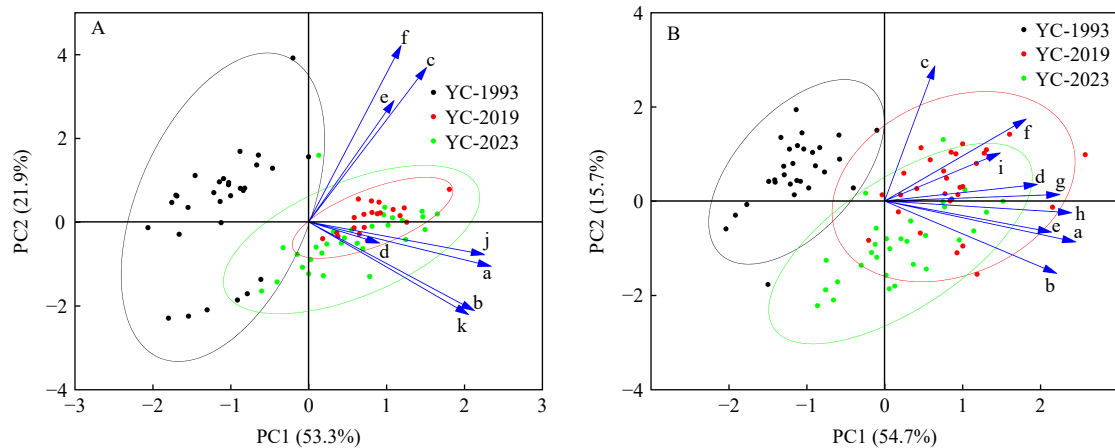 A
f
c
YC-1993
e
YC-2019
YC-2023
d
j
a
b
k
4
2
0
−2
−4
−3
−2
−1
0
1
2
3
PC2 (21.9%)
PC1 (53.3%)
B
YC-1993
c
YC-2019
YC-2023
f
i
d
g
h
e
a
b
4
2
0
−2
−4
−3
−2
−1
0
1
2
3
PC2 (15.7%)
PC1 (54.7%)